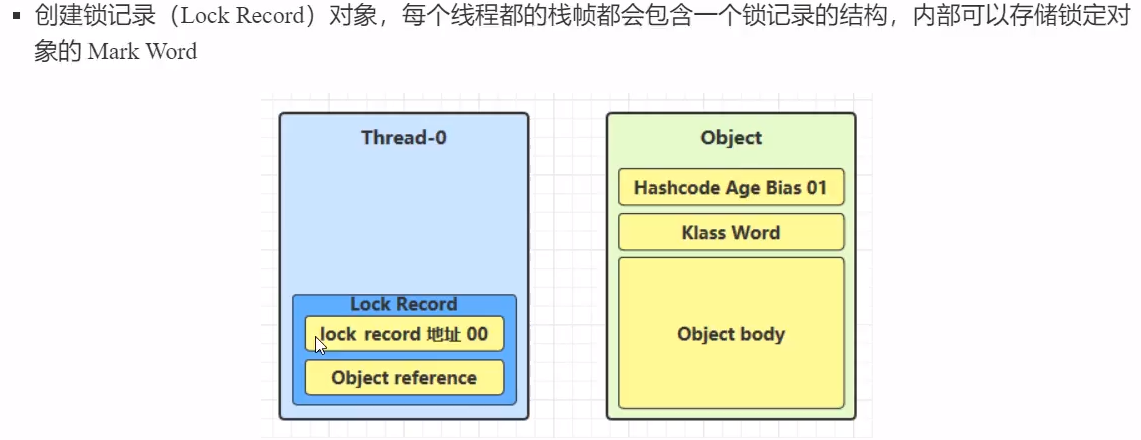 创建锁记录（Lock Record）对象，每个线程都的栈帧都会包含一个锁记录的结构，内部可以存储锁定对
象的 Mark Word
Thread-0
Object
Hashcode Age Bias 01
Klass Word
Lock Record
lock record 地址 00
Object body
Object reference